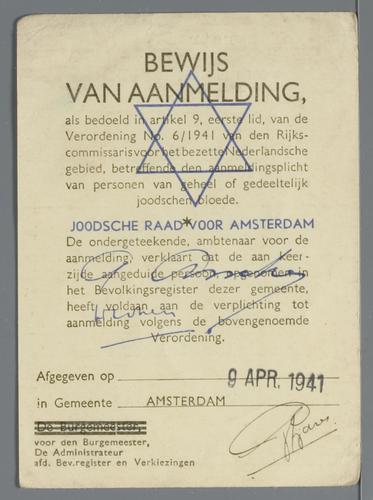 BEWIJS
VAN AANMELDING,
als bedoeld in artikel 9, eerste lid, van de
Verordening No. 6/1941 van den Rijks-
commissaris voor het bezette Nederlandsche
gebied, betreffende den aanmeldingsplicht
van personen van geheel of gedeeltelijk
joodschen bloede.
JOODSCHE RAAD VOOR AMSTERDAM
De ondergeteekende, ambtenaar voor de
aanmelding, verklaart dat de aan keer-
zijde aangeduide persoon, opgenomen in
het Bevolkingsregister dezer gemeente,
heeft voldaan aan de verplichting tot
aanmelding volgens de bovengenoemde
Verordening.
Afgegeven op 9 APR. 1941
in Gemeente AMSTERDAM
De Burgemeester,
voor den Burgemeester,
De Administrateur
afd. Bev.register en Verkiezingen